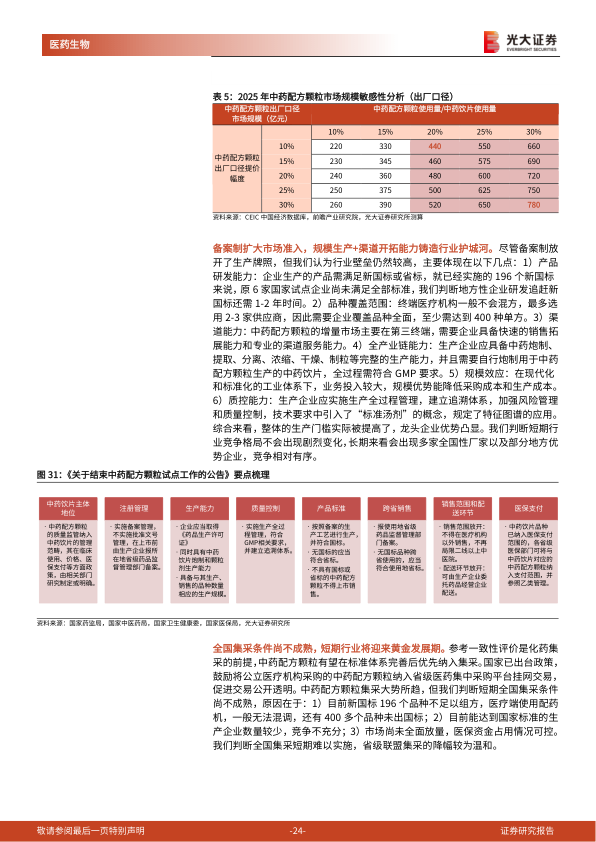 医药生物
光大证券
EVERBRIGHT SECURITIES
表 5：2025 年中药配方颗粒市场规模敏感性分析（出厂口径）
中药配方颗粒出厂口径市场规模（亿元） 中药配方颗粒使用量/中药饮片使用量
10% 15% 20% 25% 30%
中药配方颗粒出厂口径提价幅度
10% 220 330 440 550 660
15% 230 345 460 575 690
20% 240 360 480 600 720
25% 250 375 500 625 750
30% 260 390 520 650 780
资料来源：CEIC 中国经济数据库，前瞻产业研究院，光大证券研究所测算
备案制扩大市场准入，规模生产+渠道开拓能力铸造行业护城河。尽管备案制放
开了生产牌照，但我们认为行业壁垒仍然较高，主要体现在以下几点：1）产品
研发能力：企业生产的产品需满足新国标或省标，就已经实施的 196 个新国标
来说，原 6 家国家试点企业尚未满足全部标准，我们判断地方性企业研发追赶新
国标还需 1-2 年时间。2）品种覆盖范围：终端医疗机构一般不会混方，最多选
用 2-3 家供应商，因此需要企业覆盖品种全面，至少需达到 400 种单方。3）渠
道能力：中药配方颗粒的增量市场主要在第三终端，需要企业具备快速的销售拓
展能力和专业的渠道服务能力。4）全产业链能力：生产企业应具备中药炮制、
提取、分离、浓缩、干燥、制粒等完整的生产能力，并且需要自行炮制用于中药
配方颗粒生产的中药饮片，全过程需符合 GMP 要求。5）规模效应：在现代化
和标准化的工业体系下，业务投入较大，规模优势能降低采购成本和生产成本。
6）质控能力：生产企业应实施生产全过程管理，建立追溯体系，加强风险管理
和质量控制，技术要求中引入了“标准汤剂”的概念，规定了特征图谱的应用。
综合来看，整体的生产门槛实际被提高了，龙头企业优势凸显。我们判断短期行
业竞争格局不会出现剧烈变化，长期来看会出现多家全国性厂家以及部分地方优
势企业，竞争相对有序。
图 31：《关于结束中药配方颗粒试点工作的公告》要点梳理
中药饮片主体
地位
· 中药配方颗粒
的质量监管纳入
中药饮片的管理
范畴，其在临床
使用、价格、医
保支付等方面政
策，由相关部门
研究制定或明确。
注册管理
· 实施备案管理，
不实施批准文号
管理，在上市前
由生产企业报所
在地省级药品监
督管理部门备案。
生产能力
· 企业应当取得
《药品生产许可
证》
· 同时具有中药
饮片炮制和颗粒
剂生产能力
· 具备与其生产、
销售的品种数量
相应的生产规模。
质量控制
· 实施生产全过
程管理，符合
GMP相关要求，
并建立追溯体系。
产品标准
· 按照备案的生
产工艺进行生产，
并符合国标。
· 无国标的应当
符合省标。
· 不具有国标或
省标的中药配方
颗粒不得上市销
售。
跨省销售
· 报使用地省级
药品监督管理部
门备案。
· 无国标品种跨
省使用的，应当
符合使用地省标。
销售范围和配
送环节
· 销售范围放开：
不得在医疗机构
以外销售，不再
局限二级以上中
医院。
· 配送环节放开：
可由生产企业委
托药品经营企业
配送。
医保支付
· 中药饮片品种
已纳入医保支付
范围的，各省级
医保部门可将与
中药饮片对应的
中药配方颗粒纳
入支付范围，并
参照乙类管理。
资料来源：国家药监局，国家中医药局，国家卫生健康委，国家医保局，光大证券研究所
全国集采条件尚不成熟，短期行业将迎来黄金发展期。参考一致性评价是化药集
采的前提，中药配方颗粒有望在标准体系完善后优先纳入集采。国家已出台政策，
鼓励将公立医疗机构采购的中药配方颗粒纳入省级医药集中采购平台挂网交易，
促进交易公开透明。中药配方颗粒集采大势所趋，但我们判断短期全国集采条件
尚不成熟，原因在于：1）目前新国标 196 个品种不足以组方，医疗端使用配药
机，一般无法混调，还有 400 多个品种未出国标；2）目前能达到国家标准的生
产企业数量较少，竞争不充分；3）市场尚未全面放量，医保资金占用情况可控。
我们判断全国集采短期难以实施，省级联盟集采的降幅较为温和。
敬请参阅最后一页特别声明 -24- 证券研究报告